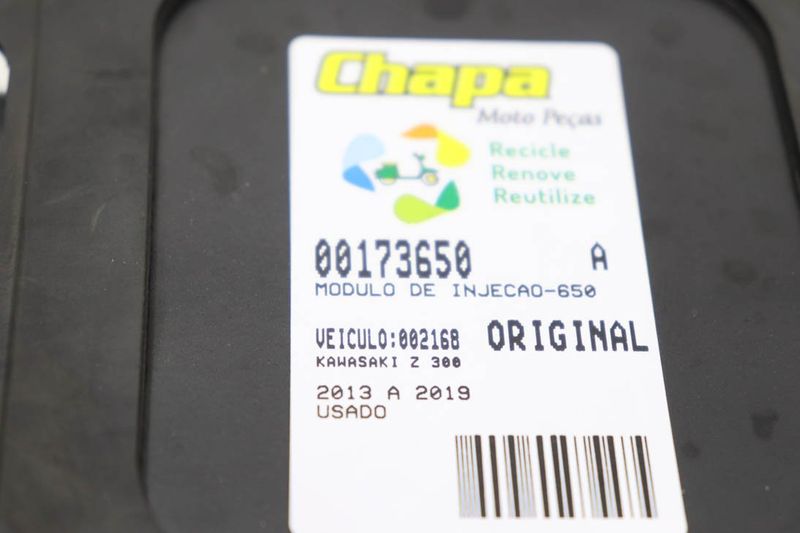 Chapa
Moto Peças
Recicle
Renove
Reutilize
00173650 A
MODULO DE INJECAO-650
VEICULO:002168 ORIGINAL
KAWASAKI Z 300
2013 A 2019
USADO